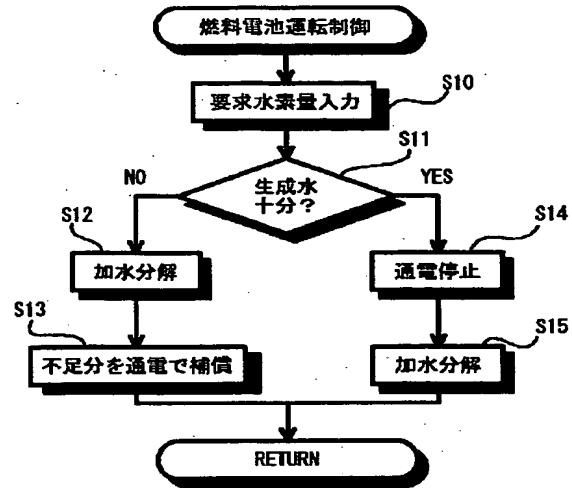 燃料電池運転制御
要求水素量入力
S10
S11
生成水
十分？
NO
YES
S12
加水分解
S14
通電停止
S13
不足分を通電で補償
S15
加水分解
RETURN